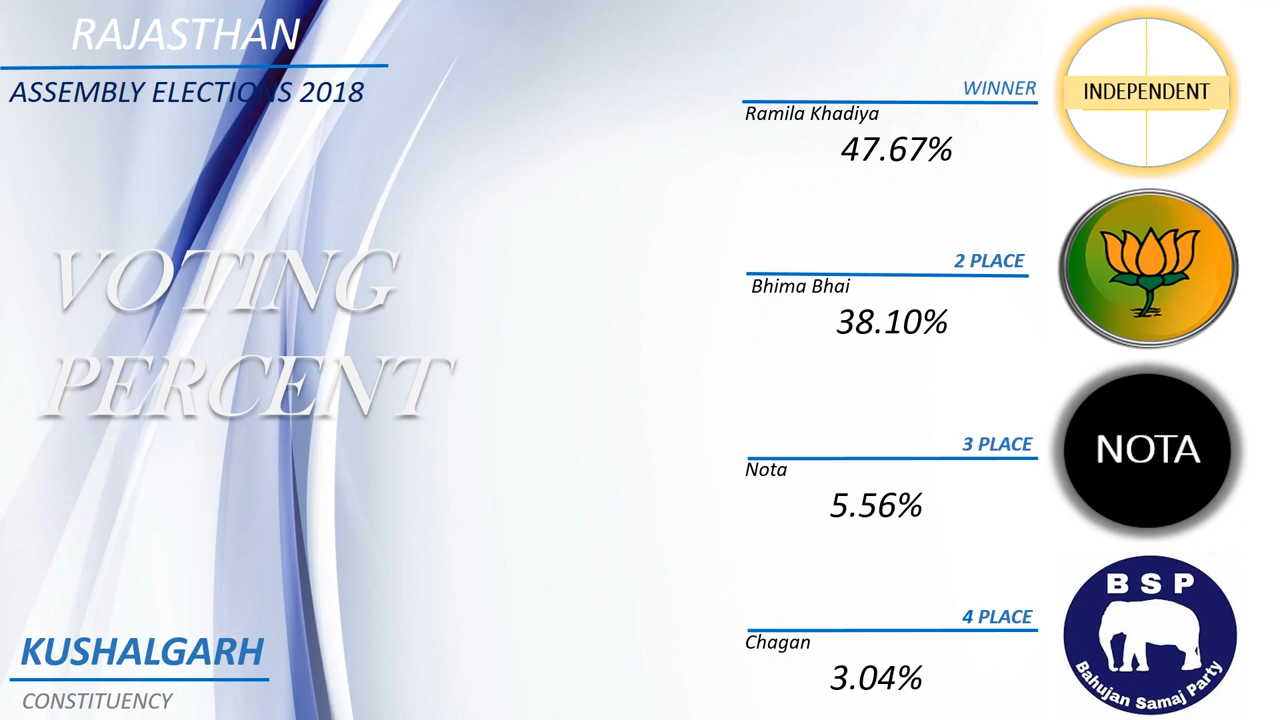 RAJASTHAN
ASSEMBLY ELECTIONS 2018
VOTING
PERCENT
KUSHALGARH
CONSTITUENCY
WINNER
Ramila Khadiya
47.67%
INDEPENDENT
2 PLACE
Bhima Bhai
38.10%
3 PLACE
Nota
5.56%
NOTA
4 PLACE
Chagan
3.04%
BSP
Bahujan Samaj Party